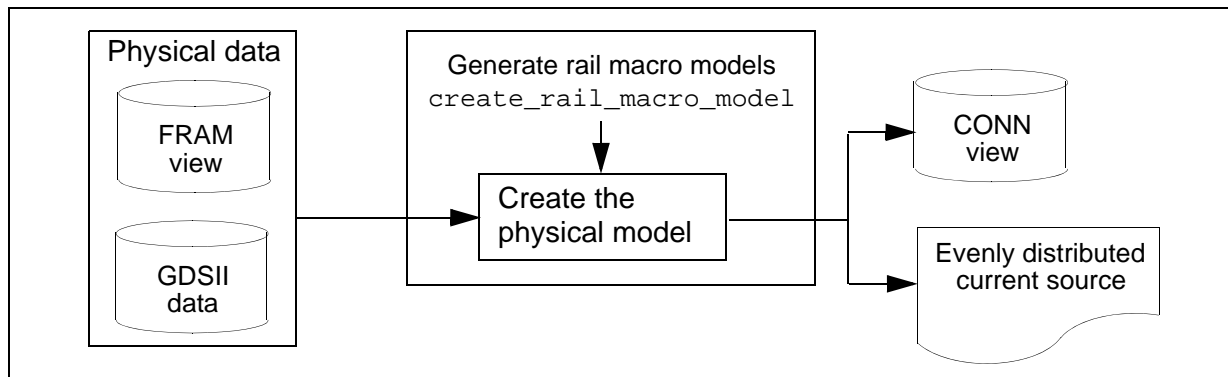 Physical data
FRAM
view
GDSII
data
Generate rail macro models
create_rail_macro_model
Create the
physical model
CONN
view
Evenly distributed
current source